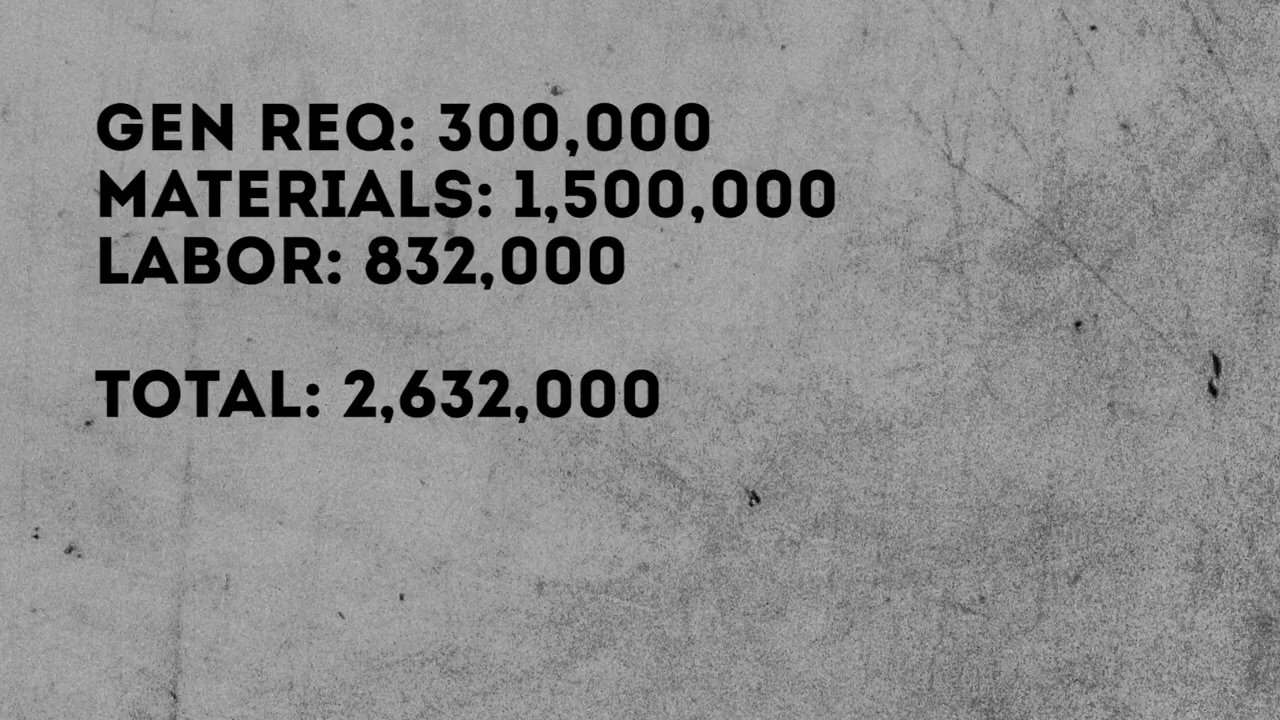 GEN REQ: 300,000
MATERIALS: 1,500,000
LABOR: 832,000
TOTAL: 2,632,000